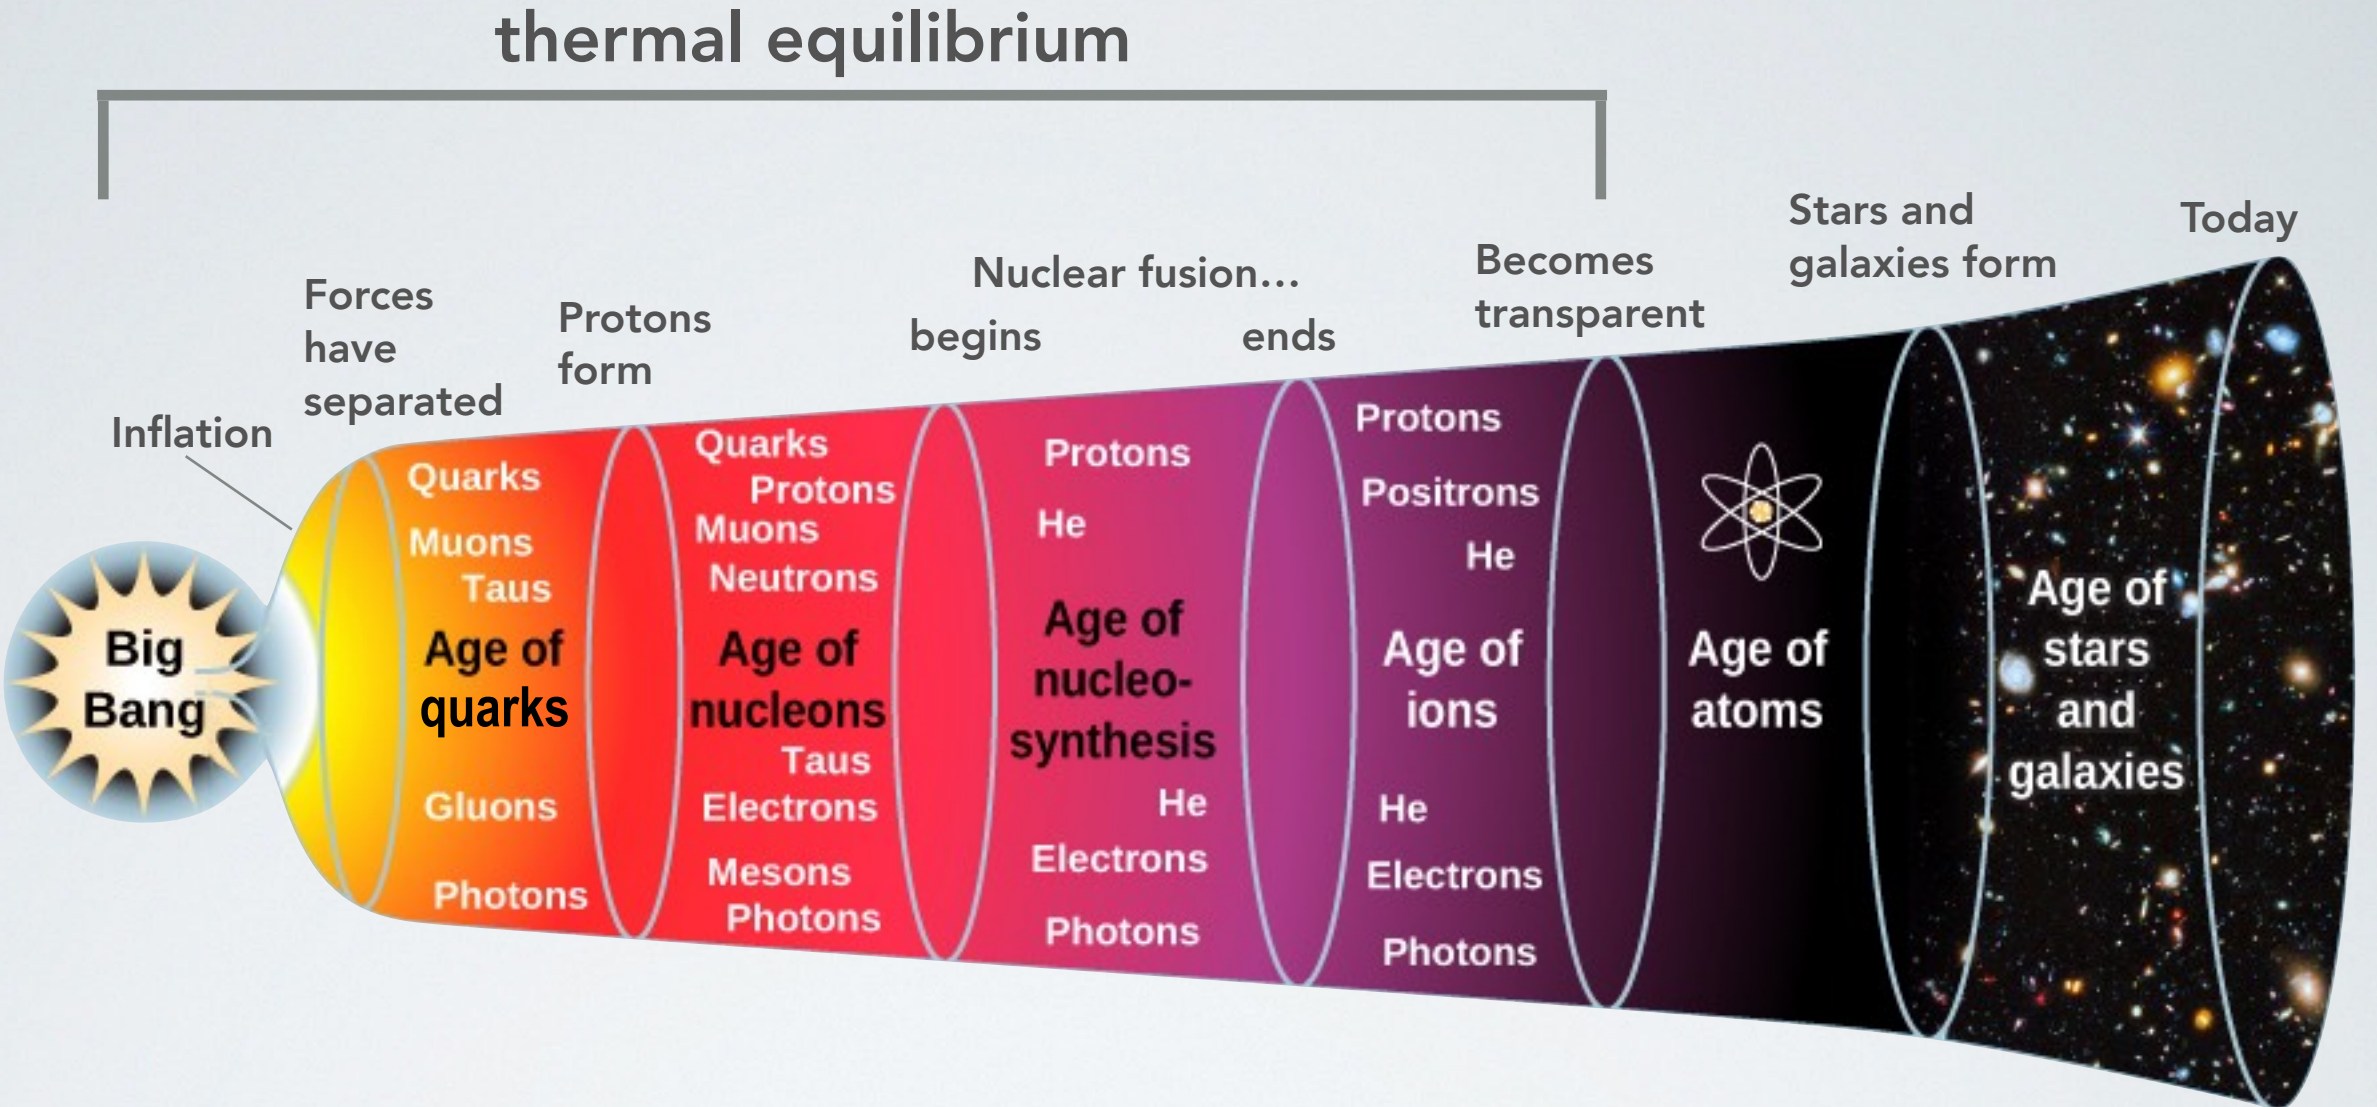 thermal equilibrium
Inflation
Forces
have
separated
Protons
form
Nuclear fusion…
begins
ends
Becomes
transparent
Stars and
galaxies form
Today
Big
Bang
Quarks
Muons
Taus
Age of
quarks
Gluons
Photons
Quarks
Protons
Muons
Neutrons
Age of
nucleons
Taus
Electrons
Mesons
Photons
Protons
He
Age of
nucleo-
synthesis
He
Electrons
Photons
Protons
Positrons
He
Age of
ions
He
Electrons
Photons
Age of
atoms
Age of
stars
and
galaxies